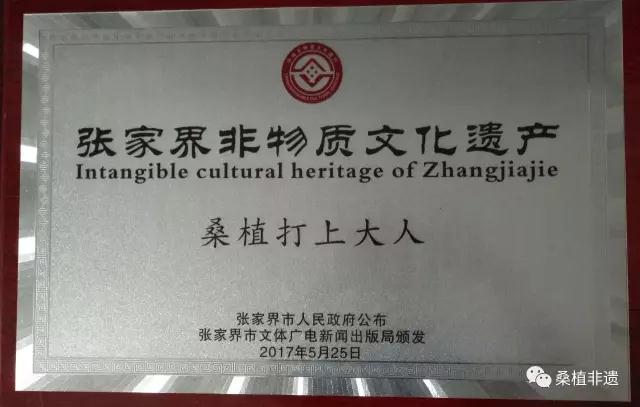 张家界非物质文化遗产
Intangible cultural heritage of Zhangjiajie
桑植打上大人
张家界市人民政府公布
张家界市文体广电新闻出版局颁发
2017年5月25日
桑植非遗